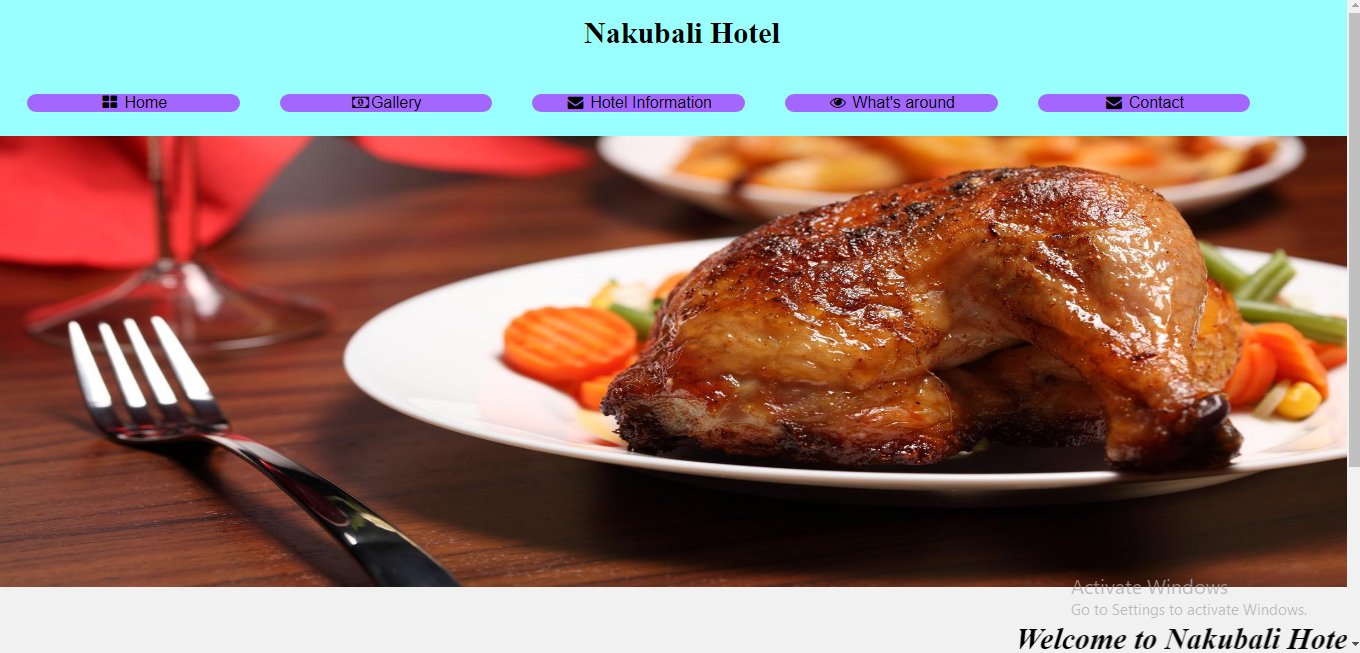 Nakubali Hotel
Home Gallery Hotel Information What's around Contact
Activate Windows
Go to Settings to activate Windows.
Welcome to Nakubali Hote